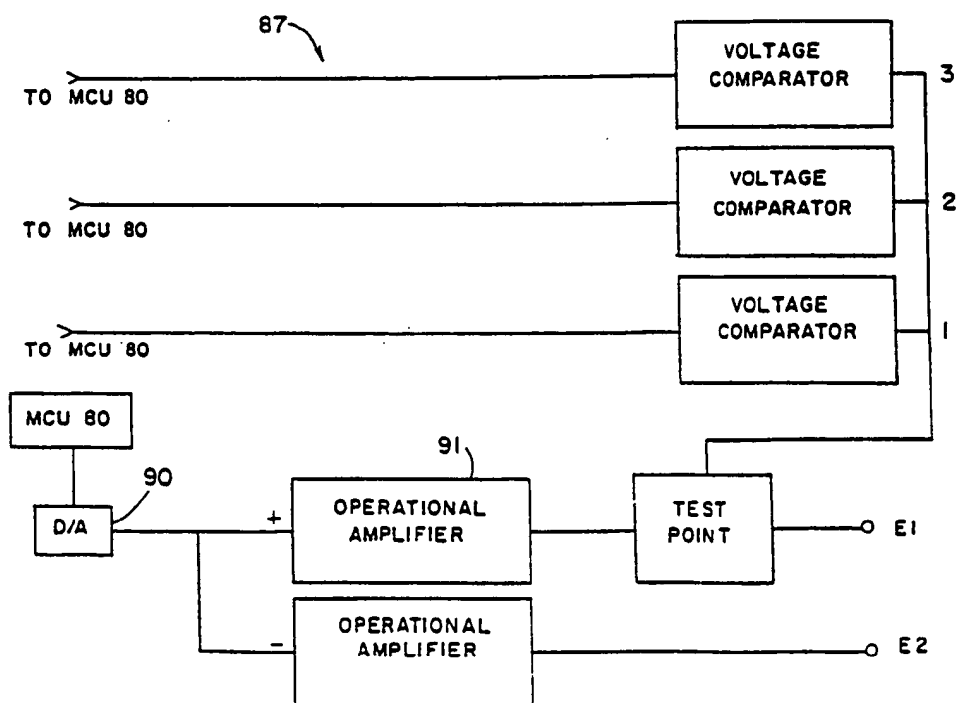 87
VOLTAGE
COMPARATOR
3
TO MCU 80
VOLTAGE
COMPARATOR
2
TO MCU 80
VOLTAGE
COMPARATOR
1
TO MCU 80
MCU 80
90
D/A
91
+
OPERATIONAL
AMPLIFIER
TEST
POINT
E1
-
OPERATIONAL
AMPLIFIER
E2